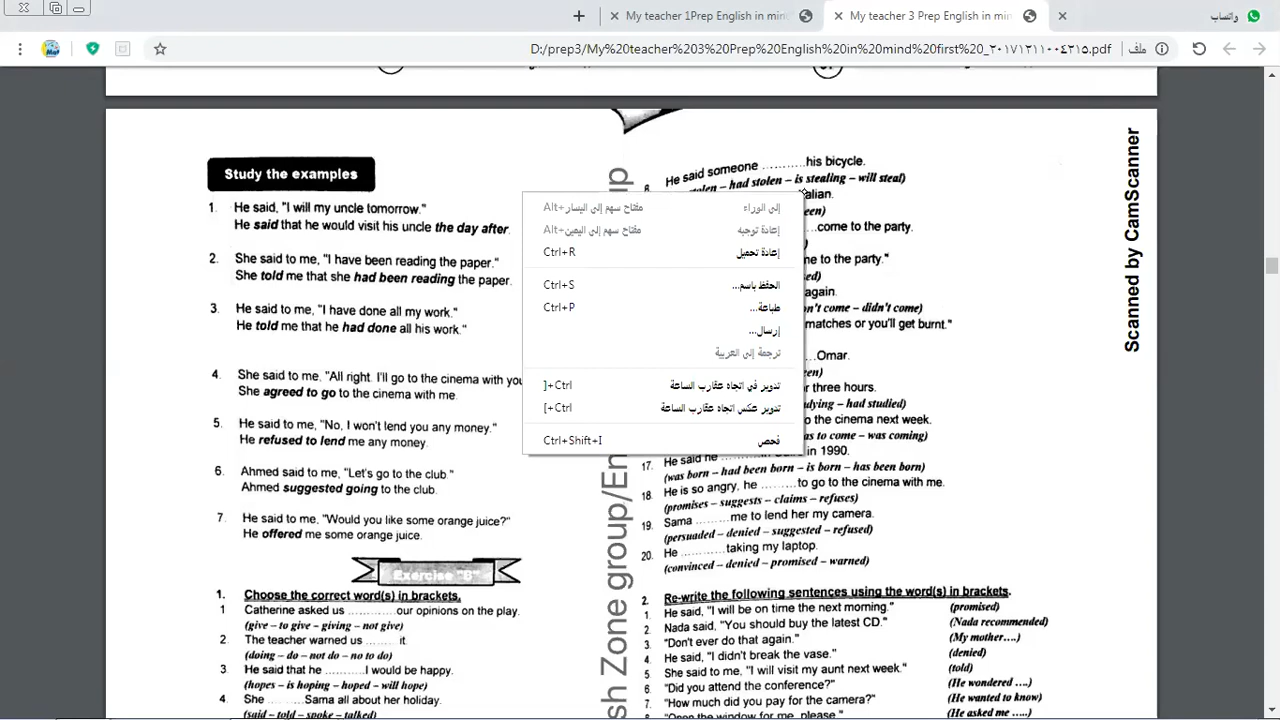 My teacher 1Prep English in mind
My teacher 3 Prep English in min
واتساب
D:/prep3/My%20teacher%203%20Prep%20English%20in%20mind%20first%20_٢٠١٧١٢١١٠٠٤٢١٥.pdf
ملف
Study the examples
1. He said, "I will my uncle tomorrow."
He said that he would visit his uncle the day after.
2. She said to me, "I have been reading the paper."
She told me that she had been reading the paper.
3. He said to me, "I have done all my work."
He told me that he had done all his work."
4. She said to me, "All right. I'll go to the cinema with you
She agreed to go to the cinema with me.
5. He said to me, "No, I won't lend you any money."
He refused to lend me any money.
6. Ahmed said to me, "Let's go to the club."
Ahmed suggested going to the club.
7. He said to me, "Would you like some orange juice?"
He offered me some orange juice.
Exercise "B"
1. Choose the correct word(s) in brackets.
1 Catherine asked us ............our opinions on the play.
(give – to give – giving – not give)
2. The teacher warned us ....... it.
(doing – do – not do – no to do)
3. He said that he ..........I would be happy.
(hopes – is hoping – hoped – will hope)
4. She ........Sama all about her holiday.
(said – told – spoke – talked)
إلى الوراء Alt+مفتاح سهم إلى اليسار
إعادة توجيه Alt+مفتاح سهم إلى اليمين
إعادة تحميل Ctrl+R
الحفظ باسم... Ctrl+S
طباعة... Ctrl+P
إرسال...
ترجمة إلى العربية
تدوير في اتجاه عقارب الساعة Ctrl+[
تدوير عكس اتجاه عقارب الساعة Ctrl+]
فحص Ctrl+Shift+I
8. He said someone ...........his bicycle.
stolen – had stolen – is stealing – will steal)
alian.
een)
...come to the party.
)
me to the party."
ed)
again.
n't come – didn't come)
matches or you'll get burnt."
...Omar.
een)
r three hours.
dying – had studied)
o the cinema next week.
as to come – was coming)
17. He said he in 1990.
(was born – had been born – is born – has been born)
18. He is so angry, he .........to go to the cinema with me.
(promises – suggests – claims – refuses)
19. Sama .........me to lend her my camera.
(persuaded – denied – suggested – refused)
20. He ...........taking my laptop.
(convinced – denied – promised – warned)
2. Re-write the following sentences using the word(s) in brackets.
1. He said, "I will be on time the next morning." (promised)
2. Nada said, "You should buy the latest CD." (Nada recommended)
3. "Don't ever do that again." (My mother....)
4. He said, "I didn't break the vase." (denied)
5. She said to me, "I will visit my aunt next week." (told)
6. "Did you attend the conference?" (He wondered ....)
7. "How much did you pay for the camera?" (He wanted to know)
8 "Open the window for me, please." (He asked me .....)
sh Zone group/En
up
Scanned by CamScanner